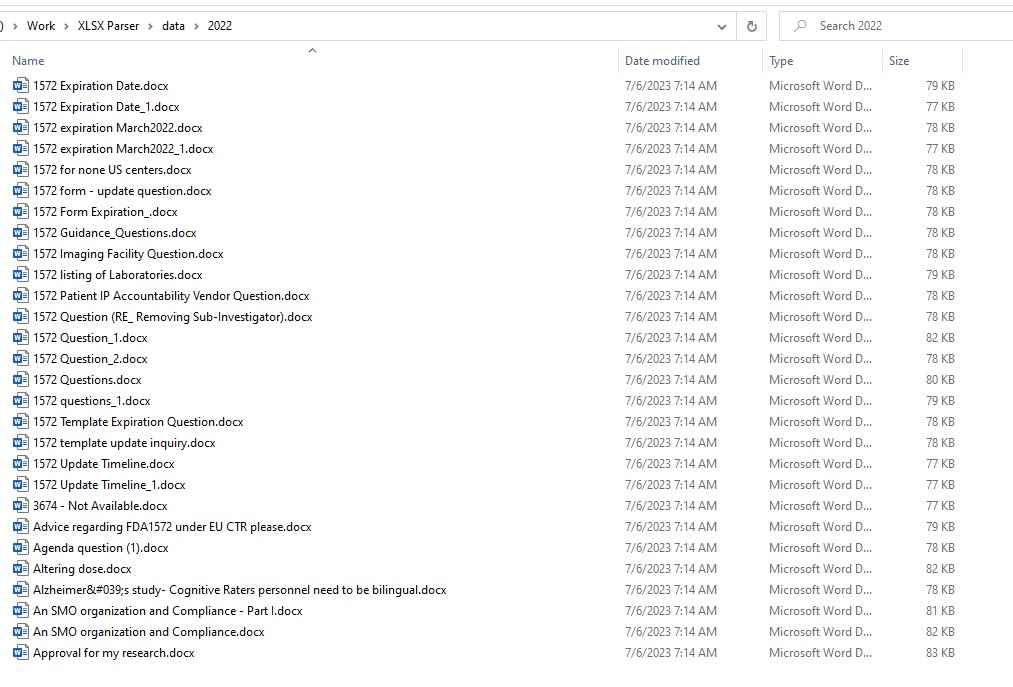 ) › Work › XLSX Parser › data › 2022 Search 2022
Name Date modified Type Size
1572 Expiration Date.docx 7/6/2023 7:14 AM Microsoft Word D... 79 KB
1572 Expiration Date_1.docx 7/6/2023 7:14 AM Microsoft Word D... 77 KB
1572 expiration March2022.docx 7/6/2023 7:14 AM Microsoft Word D... 78 KB
1572 expiration March2022_1.docx 7/6/2023 7:14 AM Microsoft Word D... 77 KB
1572 for none US centers.docx 7/6/2023 7:14 AM Microsoft Word D... 78 KB
1572 form - update question.docx 7/6/2023 7:14 AM Microsoft Word D... 78 KB
1572 Form Expiration_.docx 7/6/2023 7:14 AM Microsoft Word D... 78 KB
1572 Guidance_Questions.docx 7/6/2023 7:14 AM Microsoft Word D... 78 KB
1572 Imaging Facility Question.docx 7/6/2023 7:14 AM Microsoft Word D... 78 KB
1572 listing of Laboratories.docx 7/6/2023 7:14 AM Microsoft Word D... 79 KB
1572 Patient IP Accountability Vendor Question.docx 7/6/2023 7:14 AM Microsoft Word D... 78 KB
1572 Question (RE_ Removing Sub-Investigator).docx 7/6/2023 7:14 AM Microsoft Word D... 78 KB
1572 Question_1.docx 7/6/2023 7:14 AM Microsoft Word D... 82 KB
1572 Question_2.docx 7/6/2023 7:14 AM Microsoft Word D... 78 KB
1572 Questions.docx 7/6/2023 7:14 AM Microsoft Word D... 80 KB
1572 questions_1.docx 7/6/2023 7:14 AM Microsoft Word D... 79 KB
1572 Template Expiration Question.docx 7/6/2023 7:14 AM Microsoft Word D... 78 KB
1572 template update inquiry.docx 7/6/2023 7:14 AM Microsoft Word D... 78 KB
1572 Update Timeline.docx 7/6/2023 7:14 AM Microsoft Word D... 77 KB
1572 Update Timeline_1.docx 7/6/2023 7:14 AM Microsoft Word D... 77 KB
3674 - Not Available.docx 7/6/2023 7:14 AM Microsoft Word D... 77 KB
Advice regarding FDA1572 under EU CTR please.docx 7/6/2023 7:14 AM Microsoft Word D... 79 KB
Agenda question (1).docx 7/6/2023 7:14 AM Microsoft Word D... 78 KB
Altering dose.docx 7/6/2023 7:14 AM Microsoft Word D... 82 KB
Alzheimer&#039;s study- Cognitive Raters personnel need to be bilingual.docx 7/6/2023 7:14 AM Microsoft Word D... 78 KB
An SMO organization and Compliance - Part I.docx 7/6/2023 7:14 AM Microsoft Word D... 81 KB
An SMO organization and Compliance.docx 7/6/2023 7:14 AM Microsoft Word D... 82 KB
Approval for my research.docx 7/6/2023 7:14 AM Microsoft Word D... 83 KB